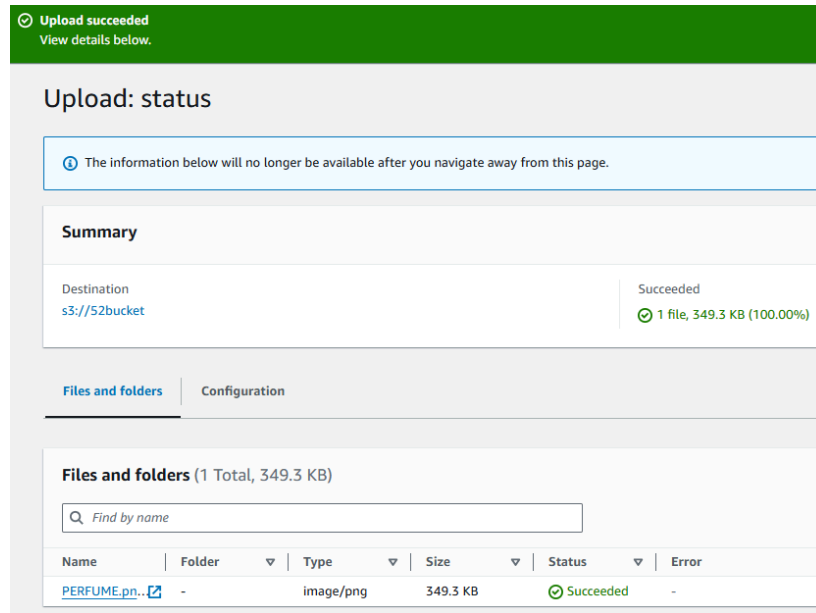 Upload succeeded
View details below.
Upload: status
The information below will no longer be available after you navigate away from this page.
Summary
Destination
s3://52bucket
Succeeded
1 file, 349.3 KB (100.00%)
Files and folders
Configuration
Files and folders (1 Total, 349.3 KB)
Find by name
Name Folder Type Size Status Error
PERFUME.pn... - image/png 349.3 KB Succeeded -